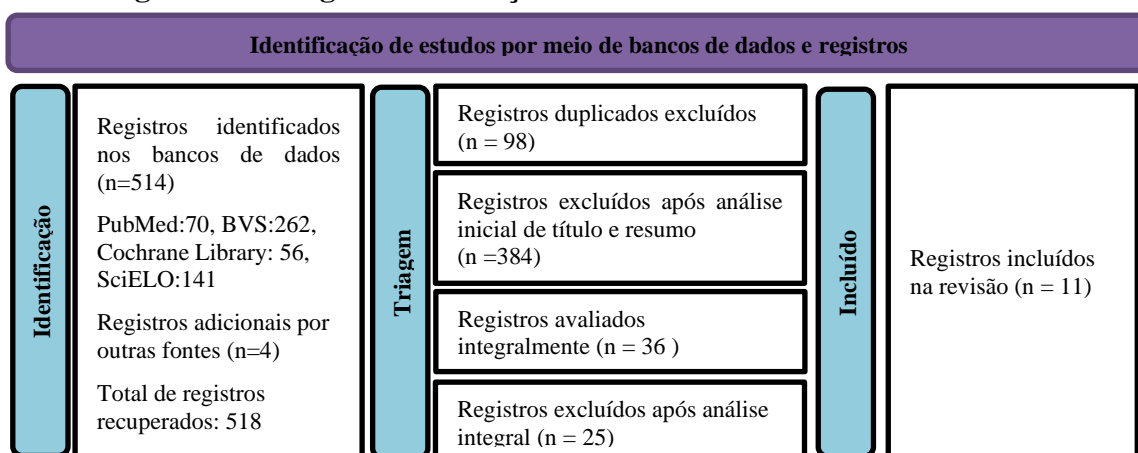 Identificação de estudos por meio de bancos de dados e registros
Identificação
Registros identificados
nos bancos de dados
(n=514)
PubMed:70, BVS:262,
Cochrane Library: 56,
SciELO:141
Registros adicionais por
outras fontes (n=4)
Total de registros
recuperados: 518
Triagem
Registros duplicados excluídos
(n = 98)
Registros excluídos após análise
inicial de título e resumo
(n =384)
Registros avaliados
integralmente (n = 36 )
Registros excluídos após análise
integral (n = 25)
Incluído
Registros incluídos
na revisão (n = 11)